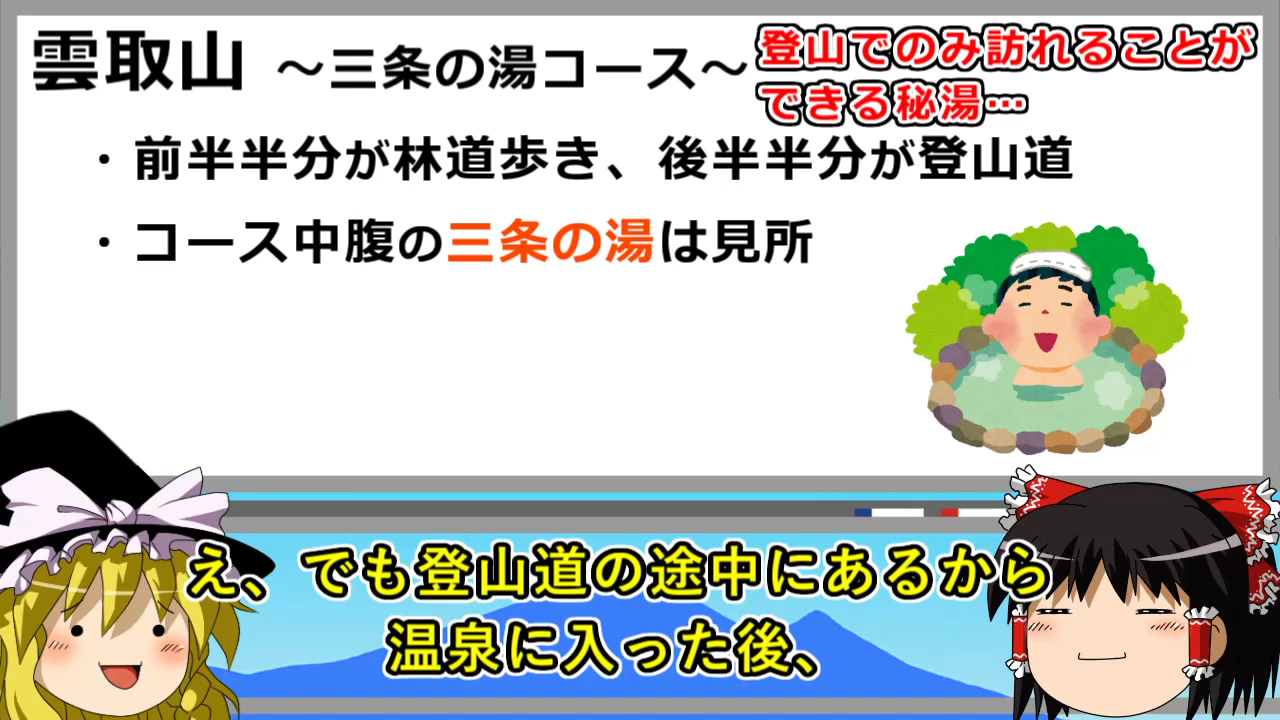 雲取山 ～三条の湯コース～
登山でのみ訪れることが
できる秘湯…
・前半半分が林道歩き、後半半分が登山道
・コース中腹の三条の湯は見所
え、でも登山道の途中にあるから
温泉に入った後、